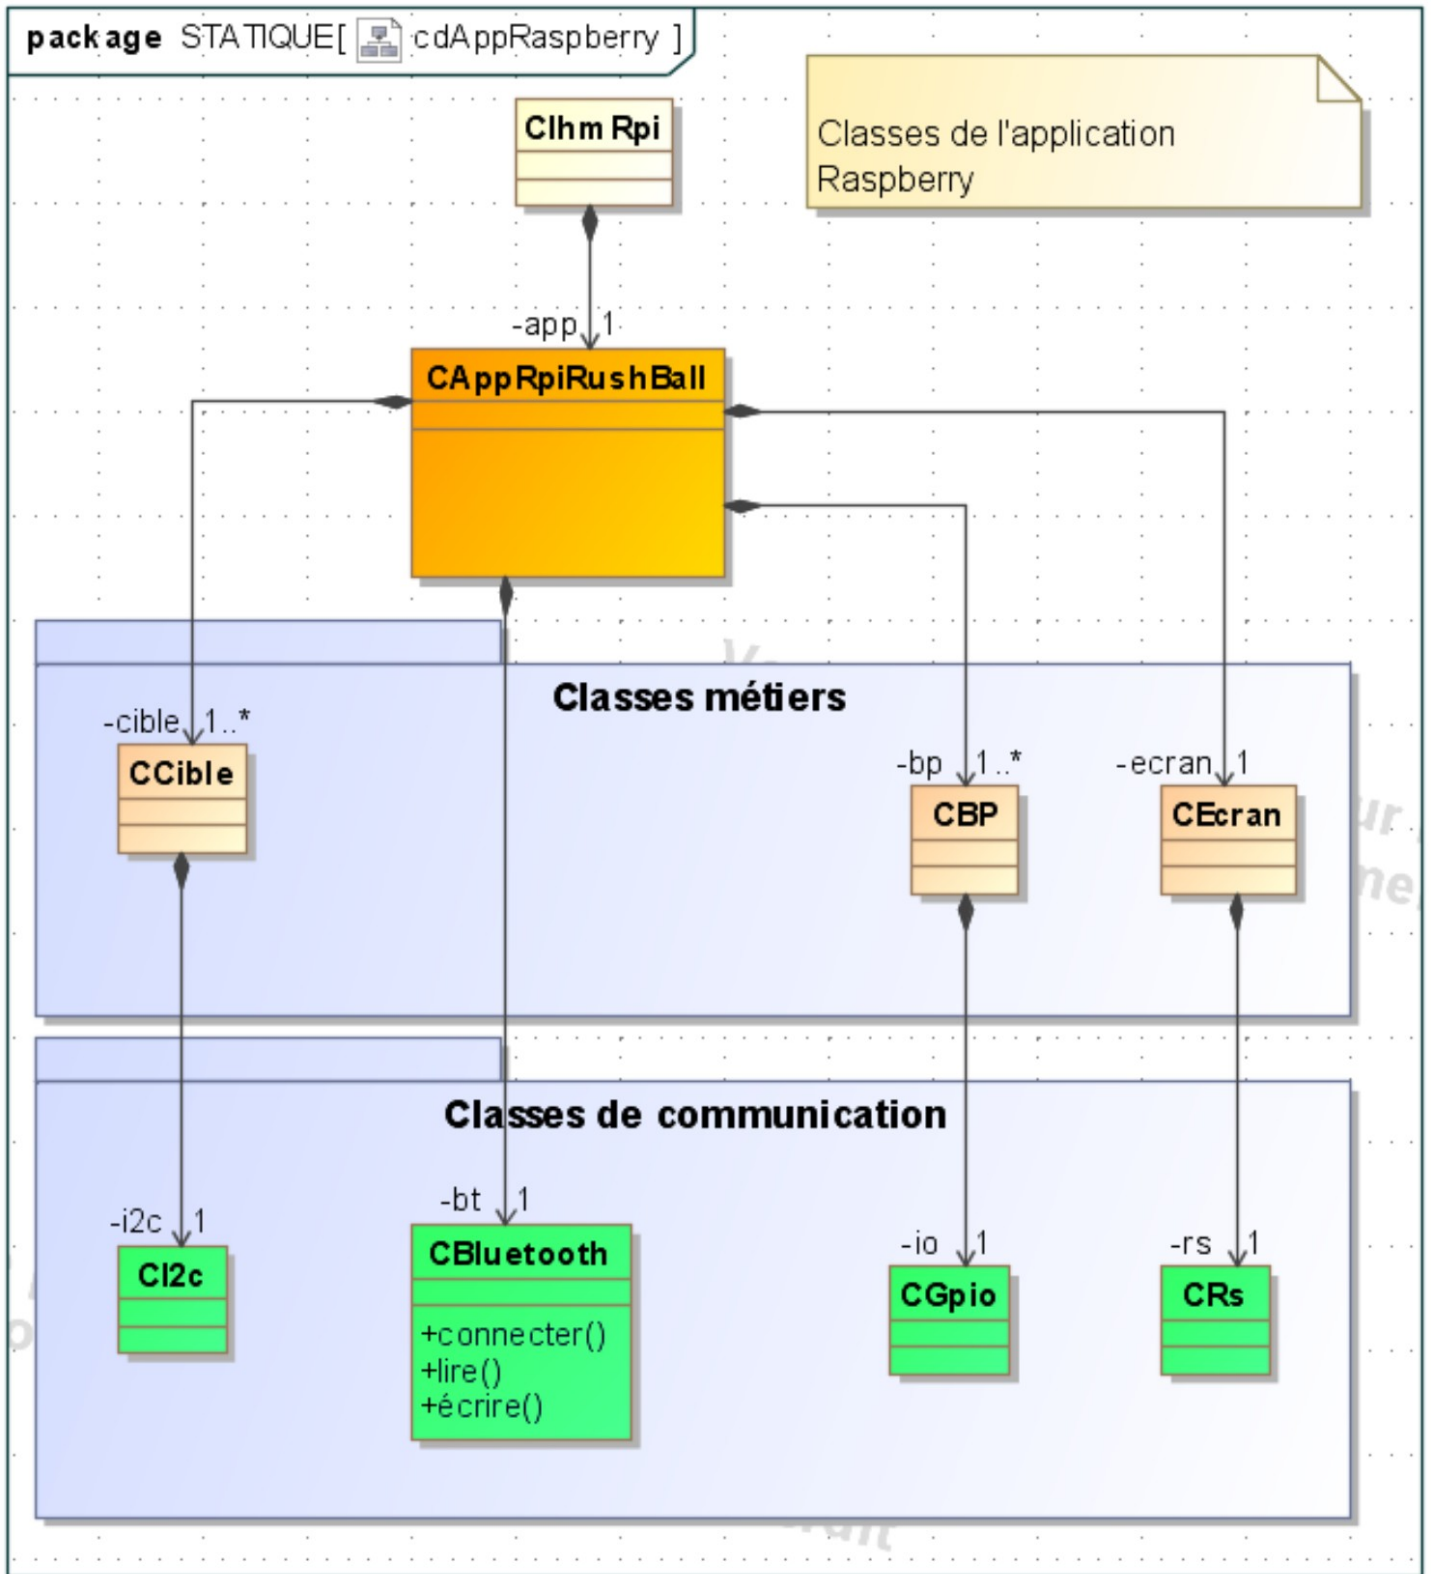 package STATIQUE[ cdAppRaspberry ]
CIhmRpi
Classes de l'application
Raspberry
-app 1
CAppRpiRushBall
Classes métiers
-cible 1..*
CCible
-bp 1..*
CBP
-ecran 1
CEcran
Classes de communication
-i2c 1
CI2c
-bt 1
CBluetooth
+connecter()
+lire()
+écrire()
-io 1
CGpio
-rs 1
CRs